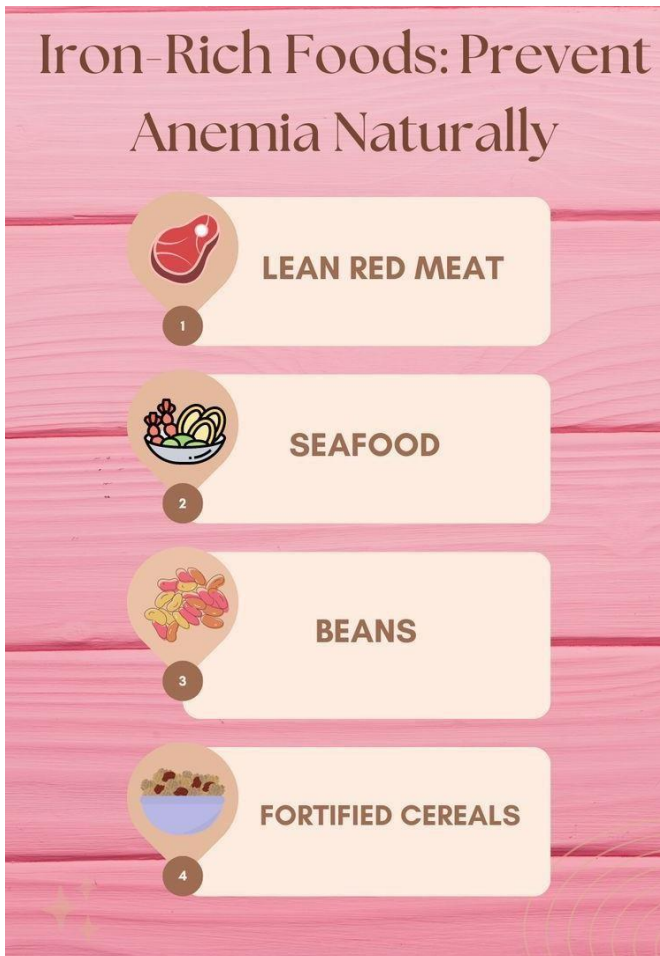 Iron-Rich Foods: Prevent
Anemia Naturally
LEAN RED MEAT
1
SEAFOOD
2
BEANS
3
FORTIFIED CEREALS
4